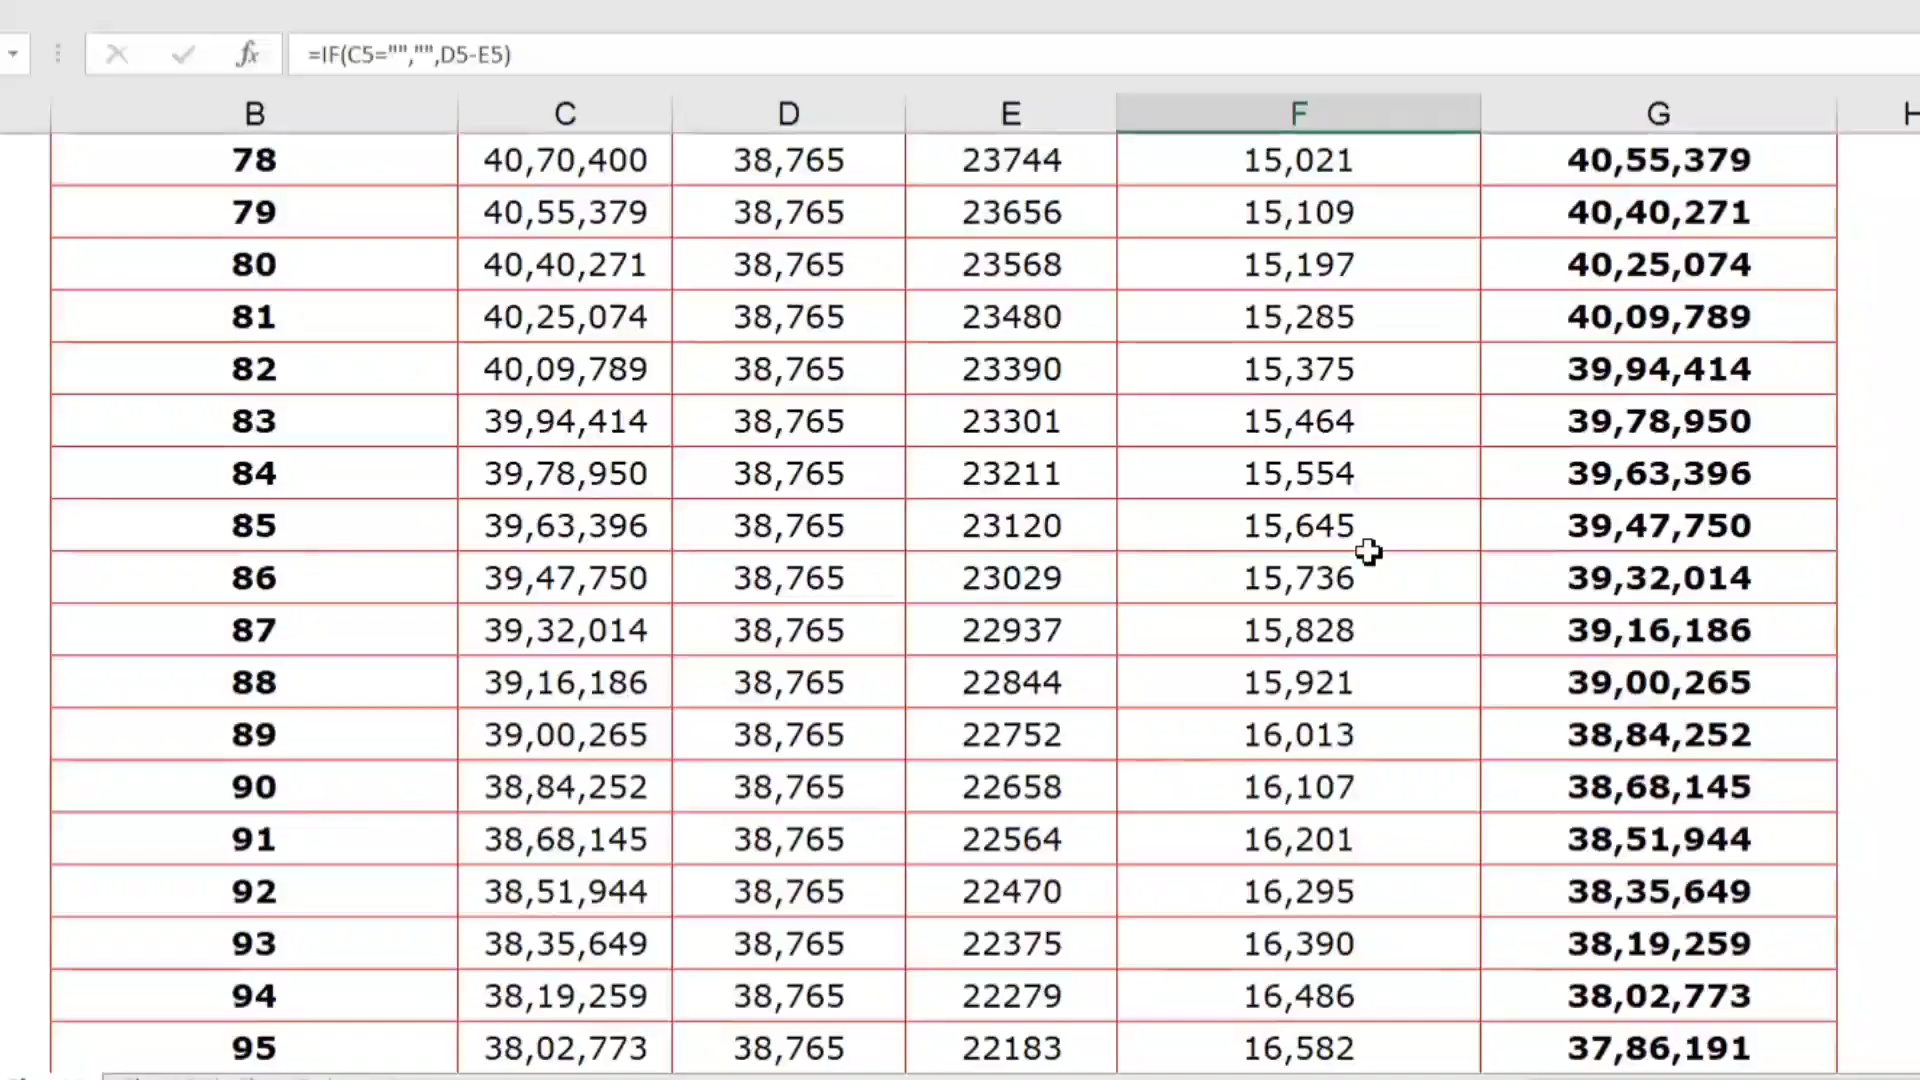 =IF(C5="","",D5-E5)
B C D E F G H
78 40,70,400 38,765 23744 15,021 40,55,379
79 40,55,379 38,765 23656 15,109 40,40,271
80 40,40,271 38,765 23568 15,197 40,25,074
81 40,25,074 38,765 23480 15,285 40,09,789
82 40,09,789 38,765 23390 15,375 39,94,414
83 39,94,414 38,765 23301 15,464 39,78,950
84 39,78,950 38,765 23211 15,554 39,63,396
85 39,63,396 38,765 23120 15,645 39,47,750
86 39,47,750 38,765 23029 15,736 39,32,014
87 39,32,014 38,765 22937 15,828 39,16,186
88 39,16,186 38,765 22844 15,921 39,00,265
89 39,00,265 38,765 22752 16,013 38,84,252
90 38,84,252 38,765 22658 16,107 38,68,145
91 38,68,145 38,765 22564 16,201 38,51,944
92 38,51,944 38,765 22470 16,295 38,35,649
93 38,35,649 38,765 22375 16,390 38,19,259
94 38,19,259 38,765 22279 16,486 38,02,773
95 38,02,773 38,765 22183 16,582 37,86,191